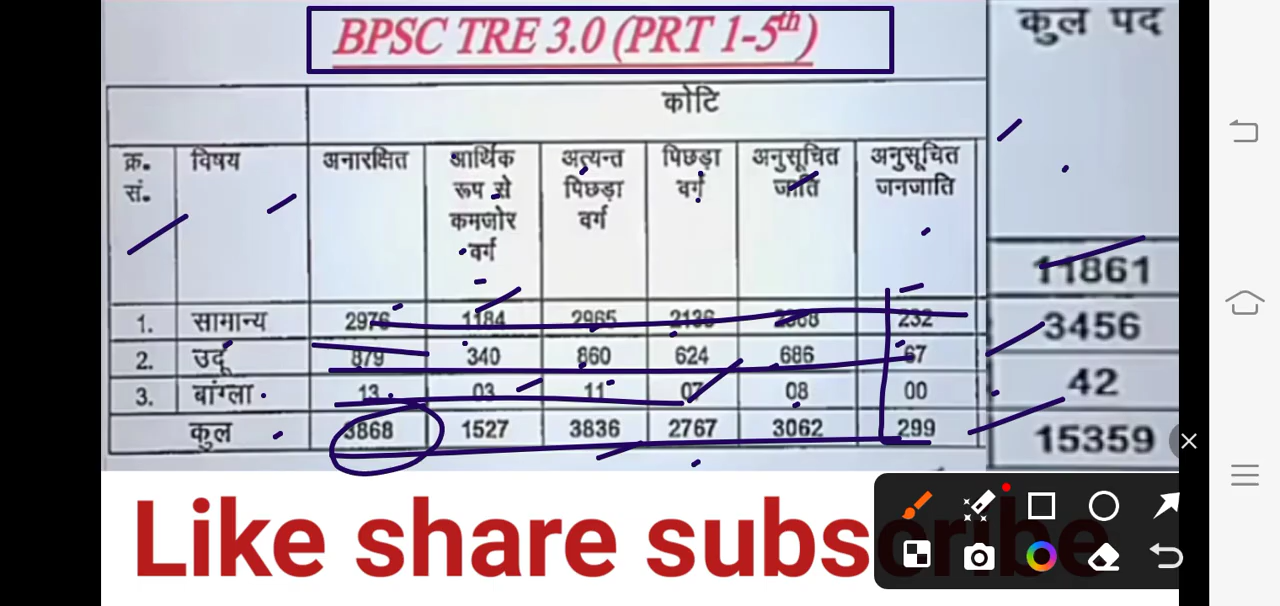 BPSC TRE 3.0 (PRT 1-5th)
कुल पद
कोटि
क्र. सं. विषय अनारक्षित आर्थिक रूप से कमजोर वर्ग अत्यन्त पिछड़ा वर्ग पिछड़ा वर्ग अनुसूचित जाति अनुसूचित जनजाति
1. सामान्य 2976 1184 2965 2136 2368 232 11861
2. उर्दू 879 340 860 624 686 67 3456
3. बांग्ला 13 03 11 07 08 00 42
कुल 3868 1527 3836 2767 3062 299 15359
Like share subscribe